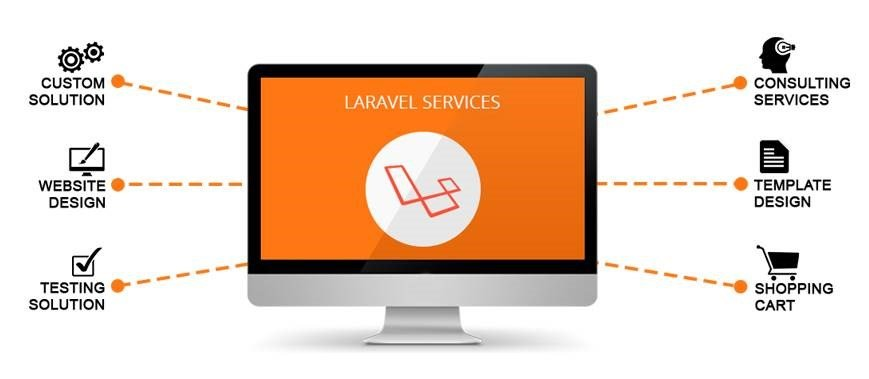 CUSTOM
SOLUTION
WEBSITE
DESIGN
TESTING
SOLUTION
LARAVEL SERVICES
CONSULTING
SERVICES
TEMPLATE
DESIGN
SHOPPING
CART